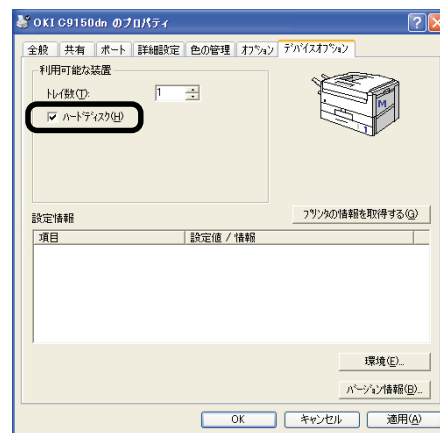 OKI C9150dn のプロパティ
全般 共有 ポート 詳細設定 色の管理 オプション デバイスオプション
利用可能な装置
トレイ数(T): 1
ハードディスク(H)
M
プリンタの情報を取得する(G)
設定情報
項目 設定値 / 情報
環境(E)...
バージョン情報(B)...
OK キャンセル 適用(A)